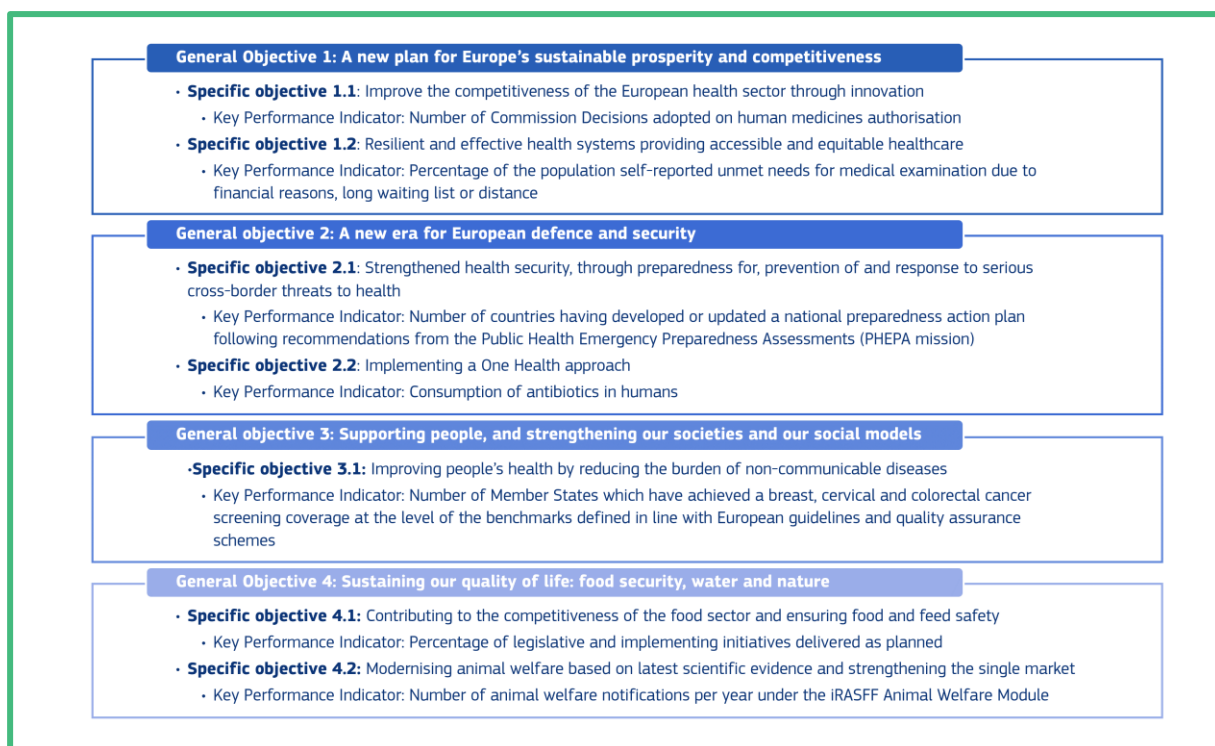 General Objective 1: A new plan for Europe's sustainable prosperity and competitiveness
• Specific objective 1.1: Improve the competitiveness of the European health sector through innovation
• Key Performance Indicator: Number of Commission Decisions adopted on human medicines authorisation
• Specific objective 1.2: Resilient and effective health systems providing accessible and equitable healthcare
• Key Performance Indicator: Percentage of the population self-reported unmet needs for medical examination due to
financial reasons, long waiting list or distance
General objective 2: A new era for European defence and security
• Specific objective 2.1: Strengthened health security, through preparedness for, prevention of and response to serious
cross-border threats to health
• Key Performance Indicator: Number of countries having developed or updated a national preparedness action plan
following recommendations from the Public Health Emergency Preparedness Assessments (PHEPA mission)
• Specific objective 2.2: Implementing a One Health approach
• Key Performance Indicator: Consumption of antibiotics in humans
General objective 3: Supporting people, and strengthening our societies and our social models
•Specific objective 3.1: Improving people's health by reducing the burden of non-communicable diseases
• Key Performance Indicator: Number of Member States which have achieved a breast, cervical and colorectal cancer
screening coverage at the level of the benchmarks defined in line with European guidelines and quality assurance
schemes
General Objective 4: Sustaining our quality of life: food security, water and nature
• Specific objective 4.1: Contributing to the competitiveness of the food sector and ensuring food and feed safety
• Key Performance Indicator: Percentage of legislative and implementing initiatives delivered as planned
• Specific objective 4.2: Modernising animal welfare based on latest scientific evidence and strengthening the single market
• Key Performance Indicator: Number of animal welfare notifications per year under the iRASFF Animal Welfare Module